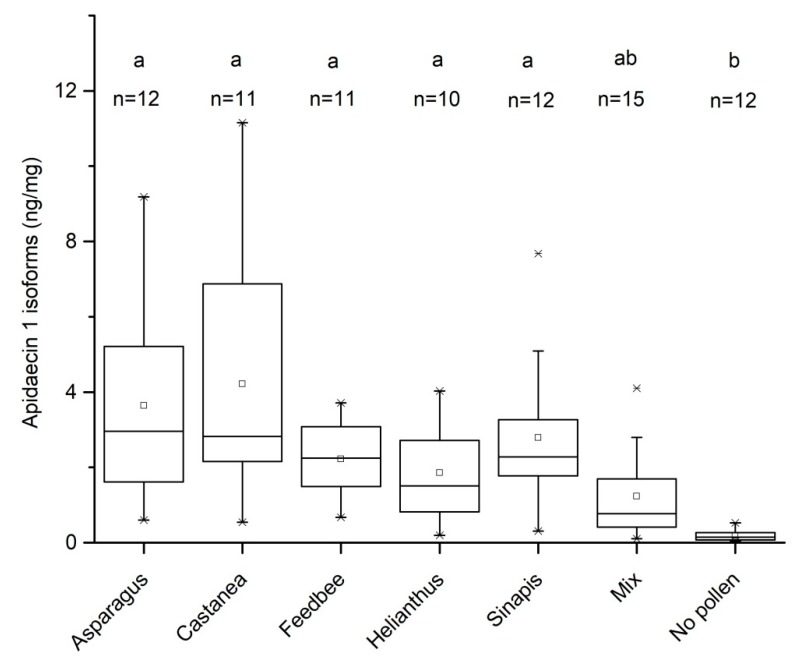 a a a a a ab b
n=12 n=11 n=11 n=10 n=12 n=15 n=12
12
8
4
0
Apidaecin 1 isoforms (ng/mg)
Asparagus Castanea Feedbee Helianthus Sinapis Mix No pollen